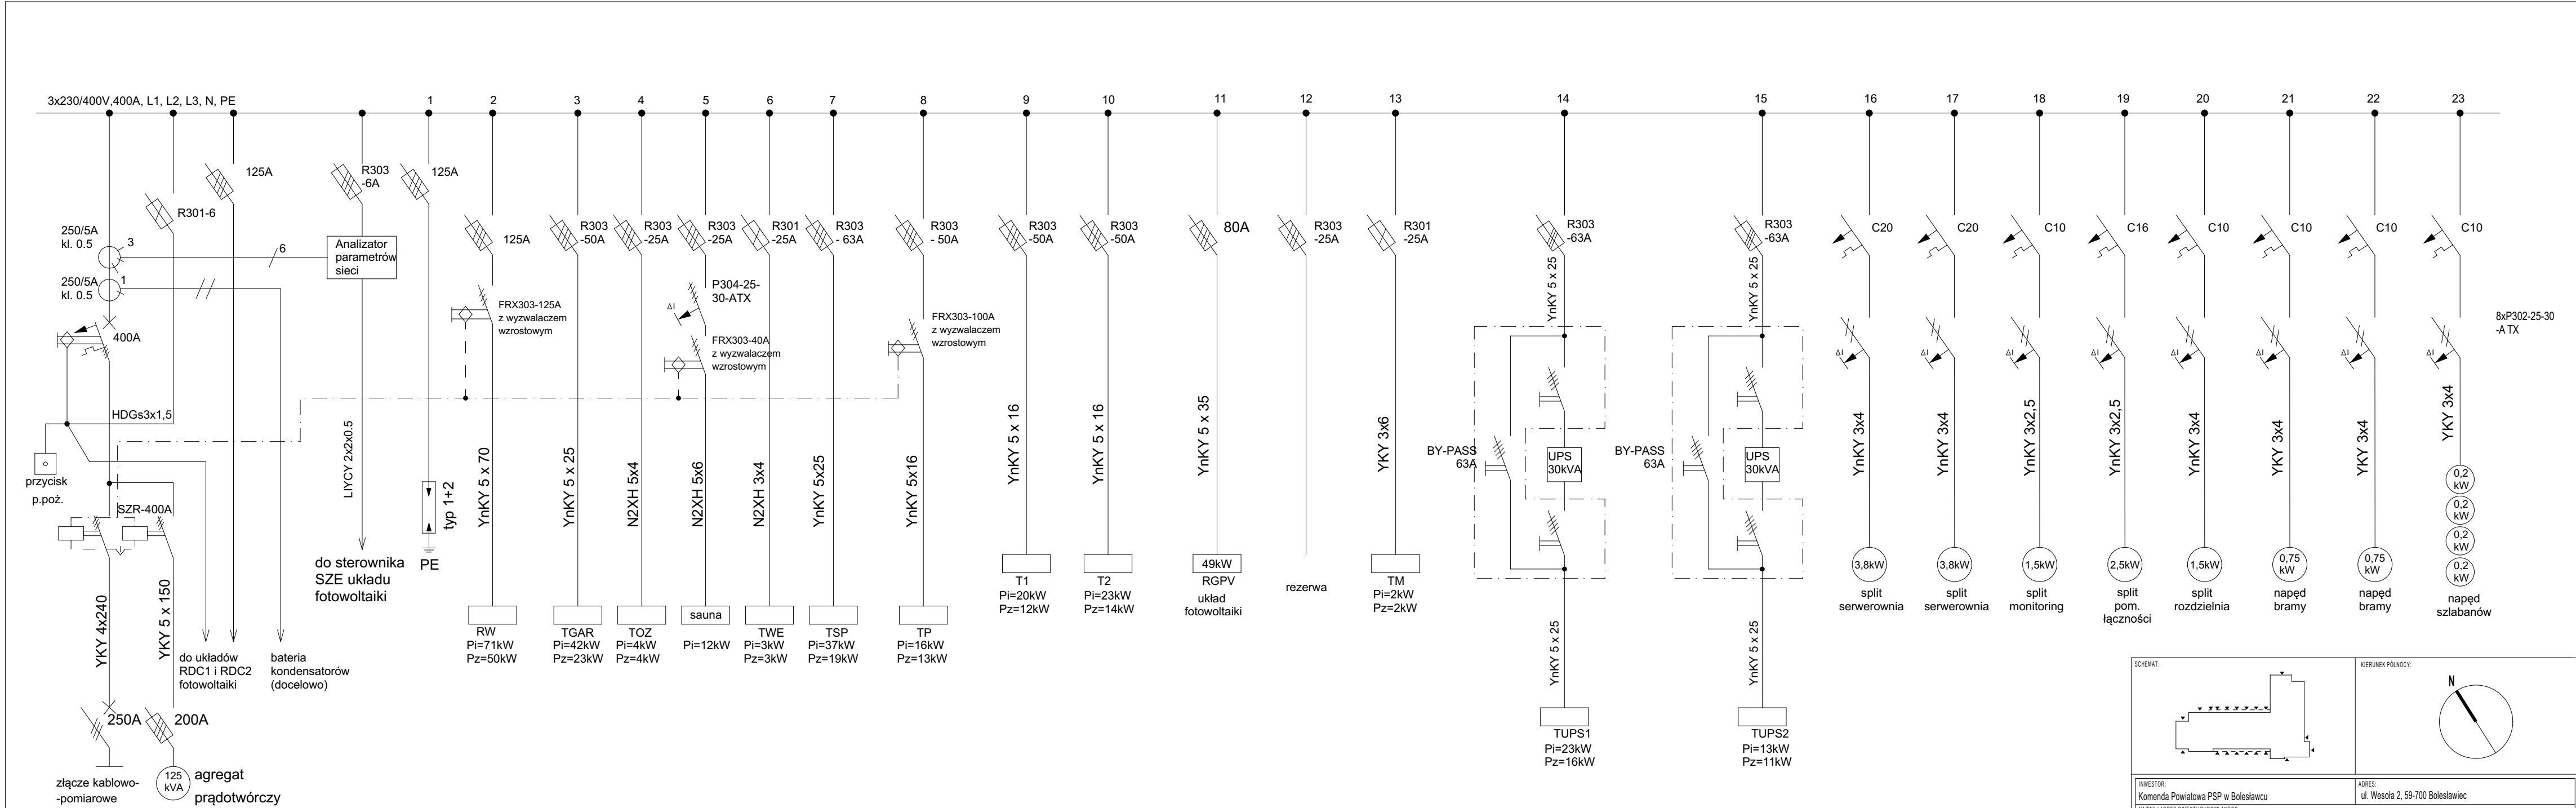 3x230/400V,400A, L1, L2, L3, N, PE
1
2
3
4
5
6
7
8
9
10
11
12
13
14
15
16
17
18
19
20
21
22
23
125A
R301-6
R303
-6A
125A
250/5A
kl. 0.5
3
6
Analizator
parametrów
sieci
250/5A
kl. 0.5
1
400A
HDGs3x1,5
przycisk
p.poż.
SZR-400A
YKY 4x240
YKY 5 x 150
250A
200A
złącze kablowo-
-pomiarowe
125
kVA
agregat
prądotwórczy
do układów
RDC1 i RDC2
fotowoltaiki
bateria
kondensatorów
(docelowo)
LIYCY 2x2x0.5
do sterownika
SZE układu
fotowoltaiki
typ 1+2
PE
125A
FRX303-125A
z wyzwalaczem
wzrostowym
YnKY 5 x 70
RW
Pi=71kW
Pz=50kW
R303
-50A
YnKY 5 x 25
TGAR
Pi=42kW
Pz=23kW
R303
-25A
N2XH 5x4
TOZ
Pi=4kW
Pz=4kW
R303
-25A
P304-25-
30-ATX
ΔI
FRX303-40A
z wyzwalaczem
wzrostowym
N2XH 5x6
sauna
Pi=12kW
R301
-25A
N2XH 3x4
TWE
Pi=3kW
Pz=3kW
R303
- 63A
YnKY 5x25
TSP
Pi=37kW
Pz=19kW
R303
- 50A
FRX303-100A
z wyzwalaczem
wzrostowym
YKY 5x16
TP
Pi=16kW
Pz=13kW
R303
-50A
YnKY 5 x 16
T1
Pi=20kW
Pz=12kW
R303
-50A
YnKY 5 x 16
T2
Pi=23kW
Pz=14kW
80A
YnKY 5 x 35
49kW
RGPV
układ
fotowoltaiki
R303
-25A
rezerwa
R301
-25A
YKY 3x6
TM
Pi=2kW
Pz=2kW
R303
-63A
YnKY 5 x 25
BY-PASS
63A
UPS
30kVA
YnKY 5 x 25
TUPS1
Pi=23kW
Pz=16kW
R303
-63A
YnKY 5 x 25
BY-PASS
63A
UPS
30kVA
YnKY 5 x 25
TUPS2
Pi=13kW
Pz=11kW
C20
ΔI
YnKY 3x4
3,8kW
split
serwerownia
C20
ΔI
YnKY 3x4
3,8kW
split
serwerownia
C10
ΔI
YnKY 3x2,5
1,5kW
split
monitoring
C16
ΔI
YnKY 3x2,5
2,5kW
split
pom.
łączności
C10
ΔI
YnKY 3x4
1,5kW
split
rozdzielnia
C10
ΔI
YKY 3x4
0,75
kW
napęd
bramy
C10
ΔI
YKY 3x4
0,75
kW
napęd
bramy
C10
ΔI
YKY 3x4
0,2
kW
0,2
kW
0,2
kW
0,2
kW
napęd
szlabanów
8xP302-25-30
-A TX
SCHEMAT:
KIERUNEK PÓŁNOCY:
N
INWESTOR:
Komenda Powiatowa PSP w Bolesławcu
ADRES:
ul. Wesoła 2, 59-700 Bolesławiec